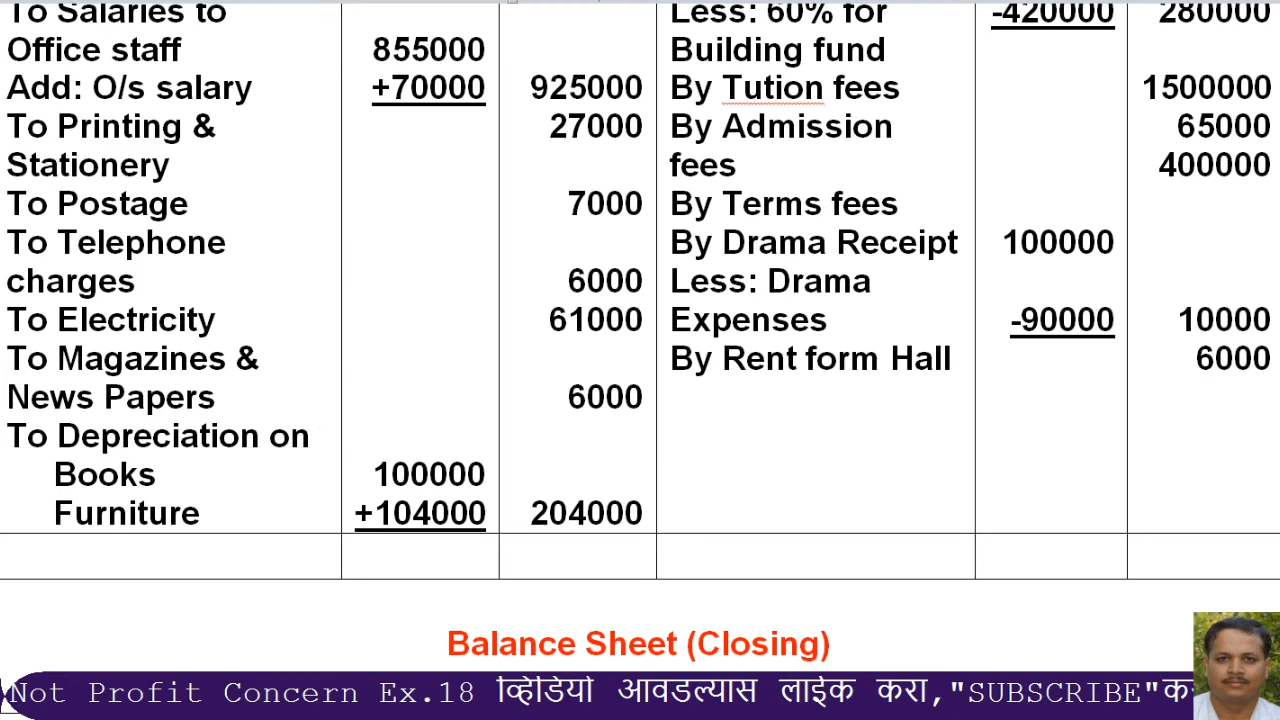 To Salaries to Less: 60% for -420000 280000
Office staff 855000 Building fund
Add: O/s salary +70000 925000 By Tution fees 1500000
To Printing & 27000 By Admission 65000
Stationery fees 400000
To Postage 7000 By Terms fees
To Telephone By Drama Receipt 100000
charges 6000 Less: Drama
To Electricity 61000 Expenses -90000 10000
To Magazines & By Rent form Hall 6000
News Papers 6000
To Depreciation on
Books 100000
Furniture +104000 204000
Balance Sheet (Closing)
Not Profit Concern Ex.18 व्हिडियो आवडल्यास लाईक करा,"SUBSCRIBE"कर